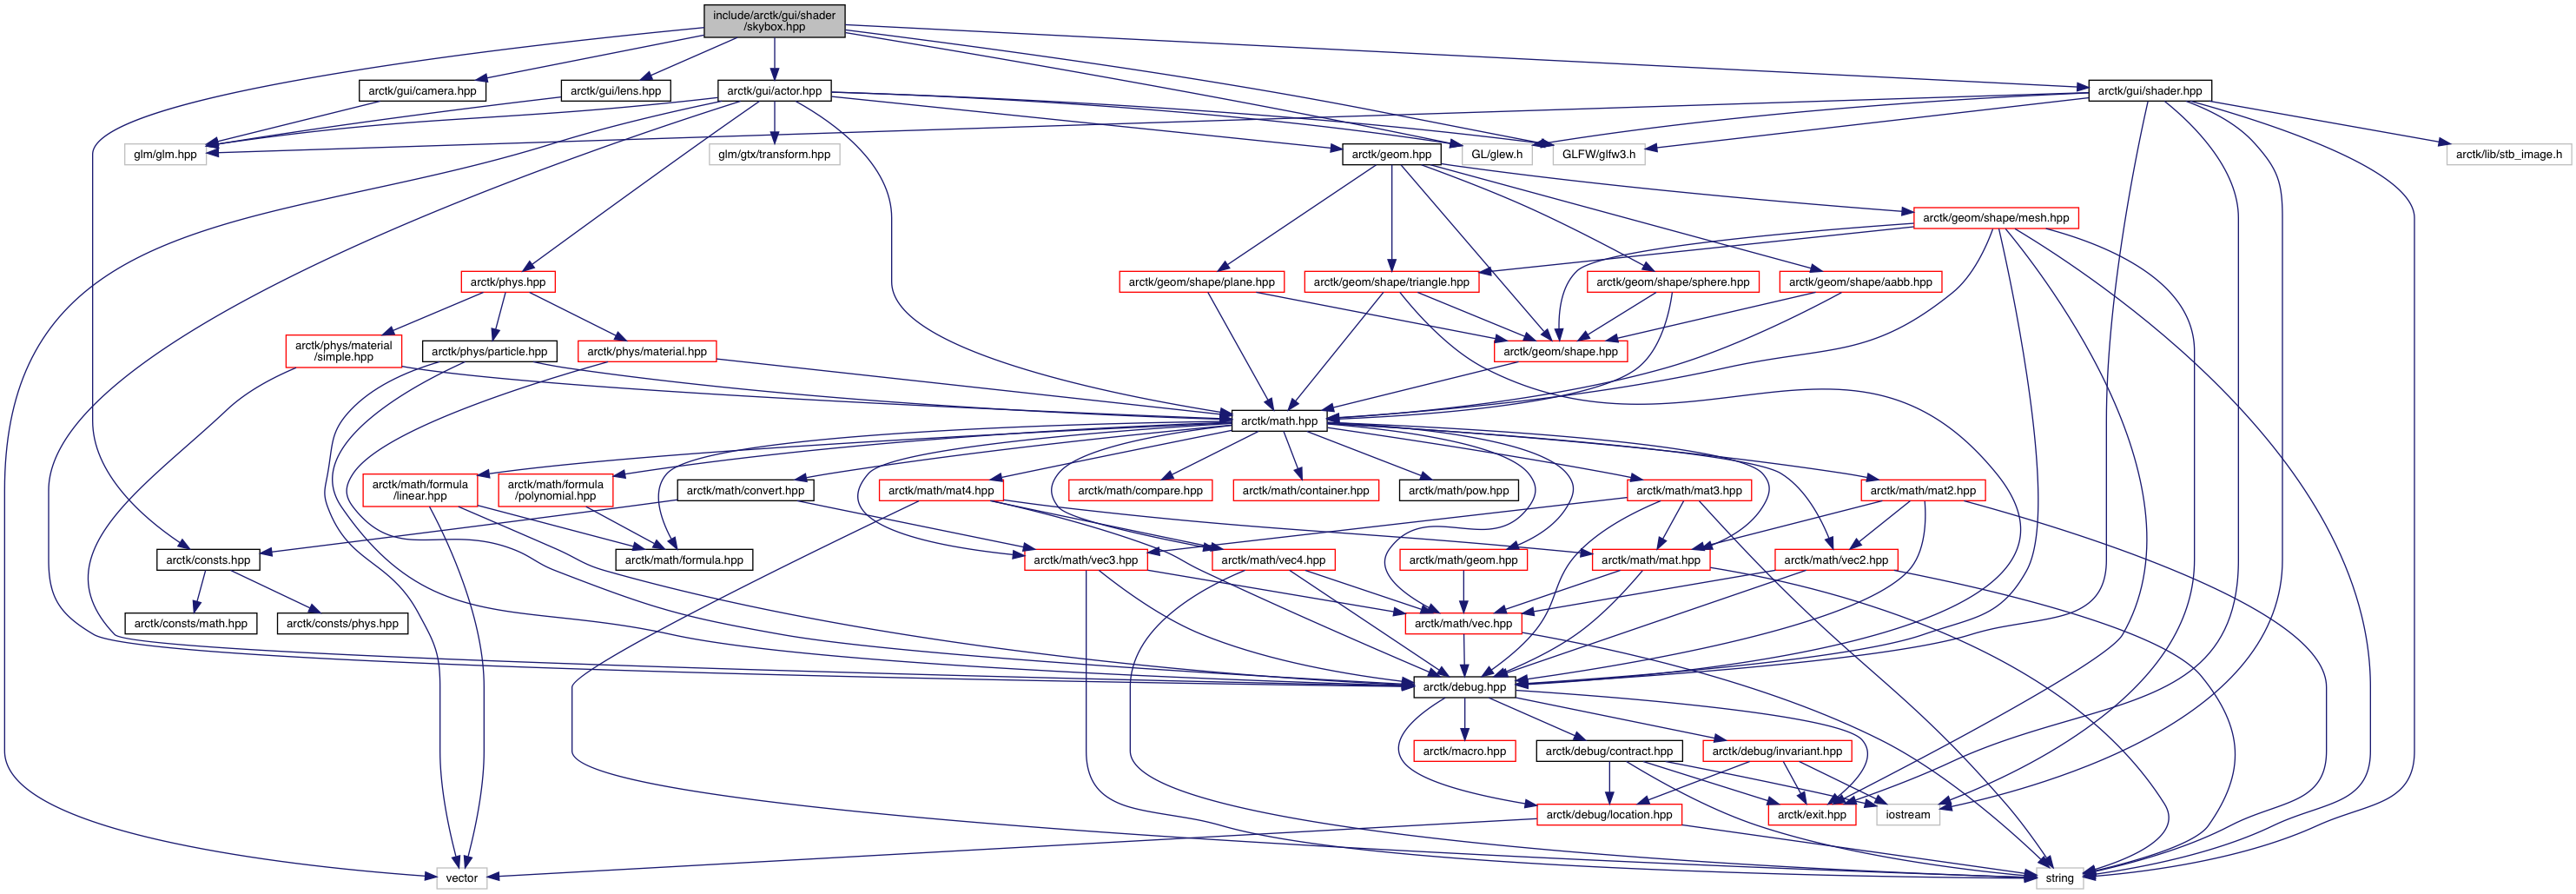 include/arctk/gui/shader
/skybox.hpp
arctk/gui/camera.hpp
arctk/gui/lens.hpp
arctk/gui/actor.hpp
arctk/gui/shader.hpp
glm/glm.hpp
glm/gtx/transform.hpp
arctk/geom.hpp
GL/glew.h
GLFW/glfw3.h
arctk/lib/stb_image.h
arctk/geom/shape/mesh.hpp
arctk/phys.hpp
arctk/geom/shape/plane.hpp
arctk/geom/shape/triangle.hpp
arctk/geom/shape/sphere.hpp
arctk/geom/shape/aabb.hpp
arctk/phys/material
/simple.hpp
arctk/phys/particle.hpp
arctk/phys/material.hpp
arctk/geom/shape.hpp
arctk/math.hpp
arctk/math/formula
/linear.hpp
arctk/math/formula
/polynomial.hpp
arctk/math/convert.hpp
arctk/math/mat4.hpp
arctk/math/compare.hpp
arctk/math/container.hpp
arctk/math/pow.hpp
arctk/math/mat3.hpp
arctk/math/mat2.hpp
arctk/consts.hpp
arctk/math/formula.hpp
arctk/math/vec3.hpp
arctk/math/vec4.hpp
arctk/math/geom.hpp
arctk/math/mat.hpp
arctk/math/vec2.hpp
arctk/consts/math.hpp
arctk/consts/phys.hpp
arctk/math/vec.hpp
arctk/debug.hpp
arctk/macro.hpp
arctk/debug/contract.hpp
arctk/debug/invariant.hpp
arctk/debug/location.hpp
arctk/exit.hpp
iostream
vector
string